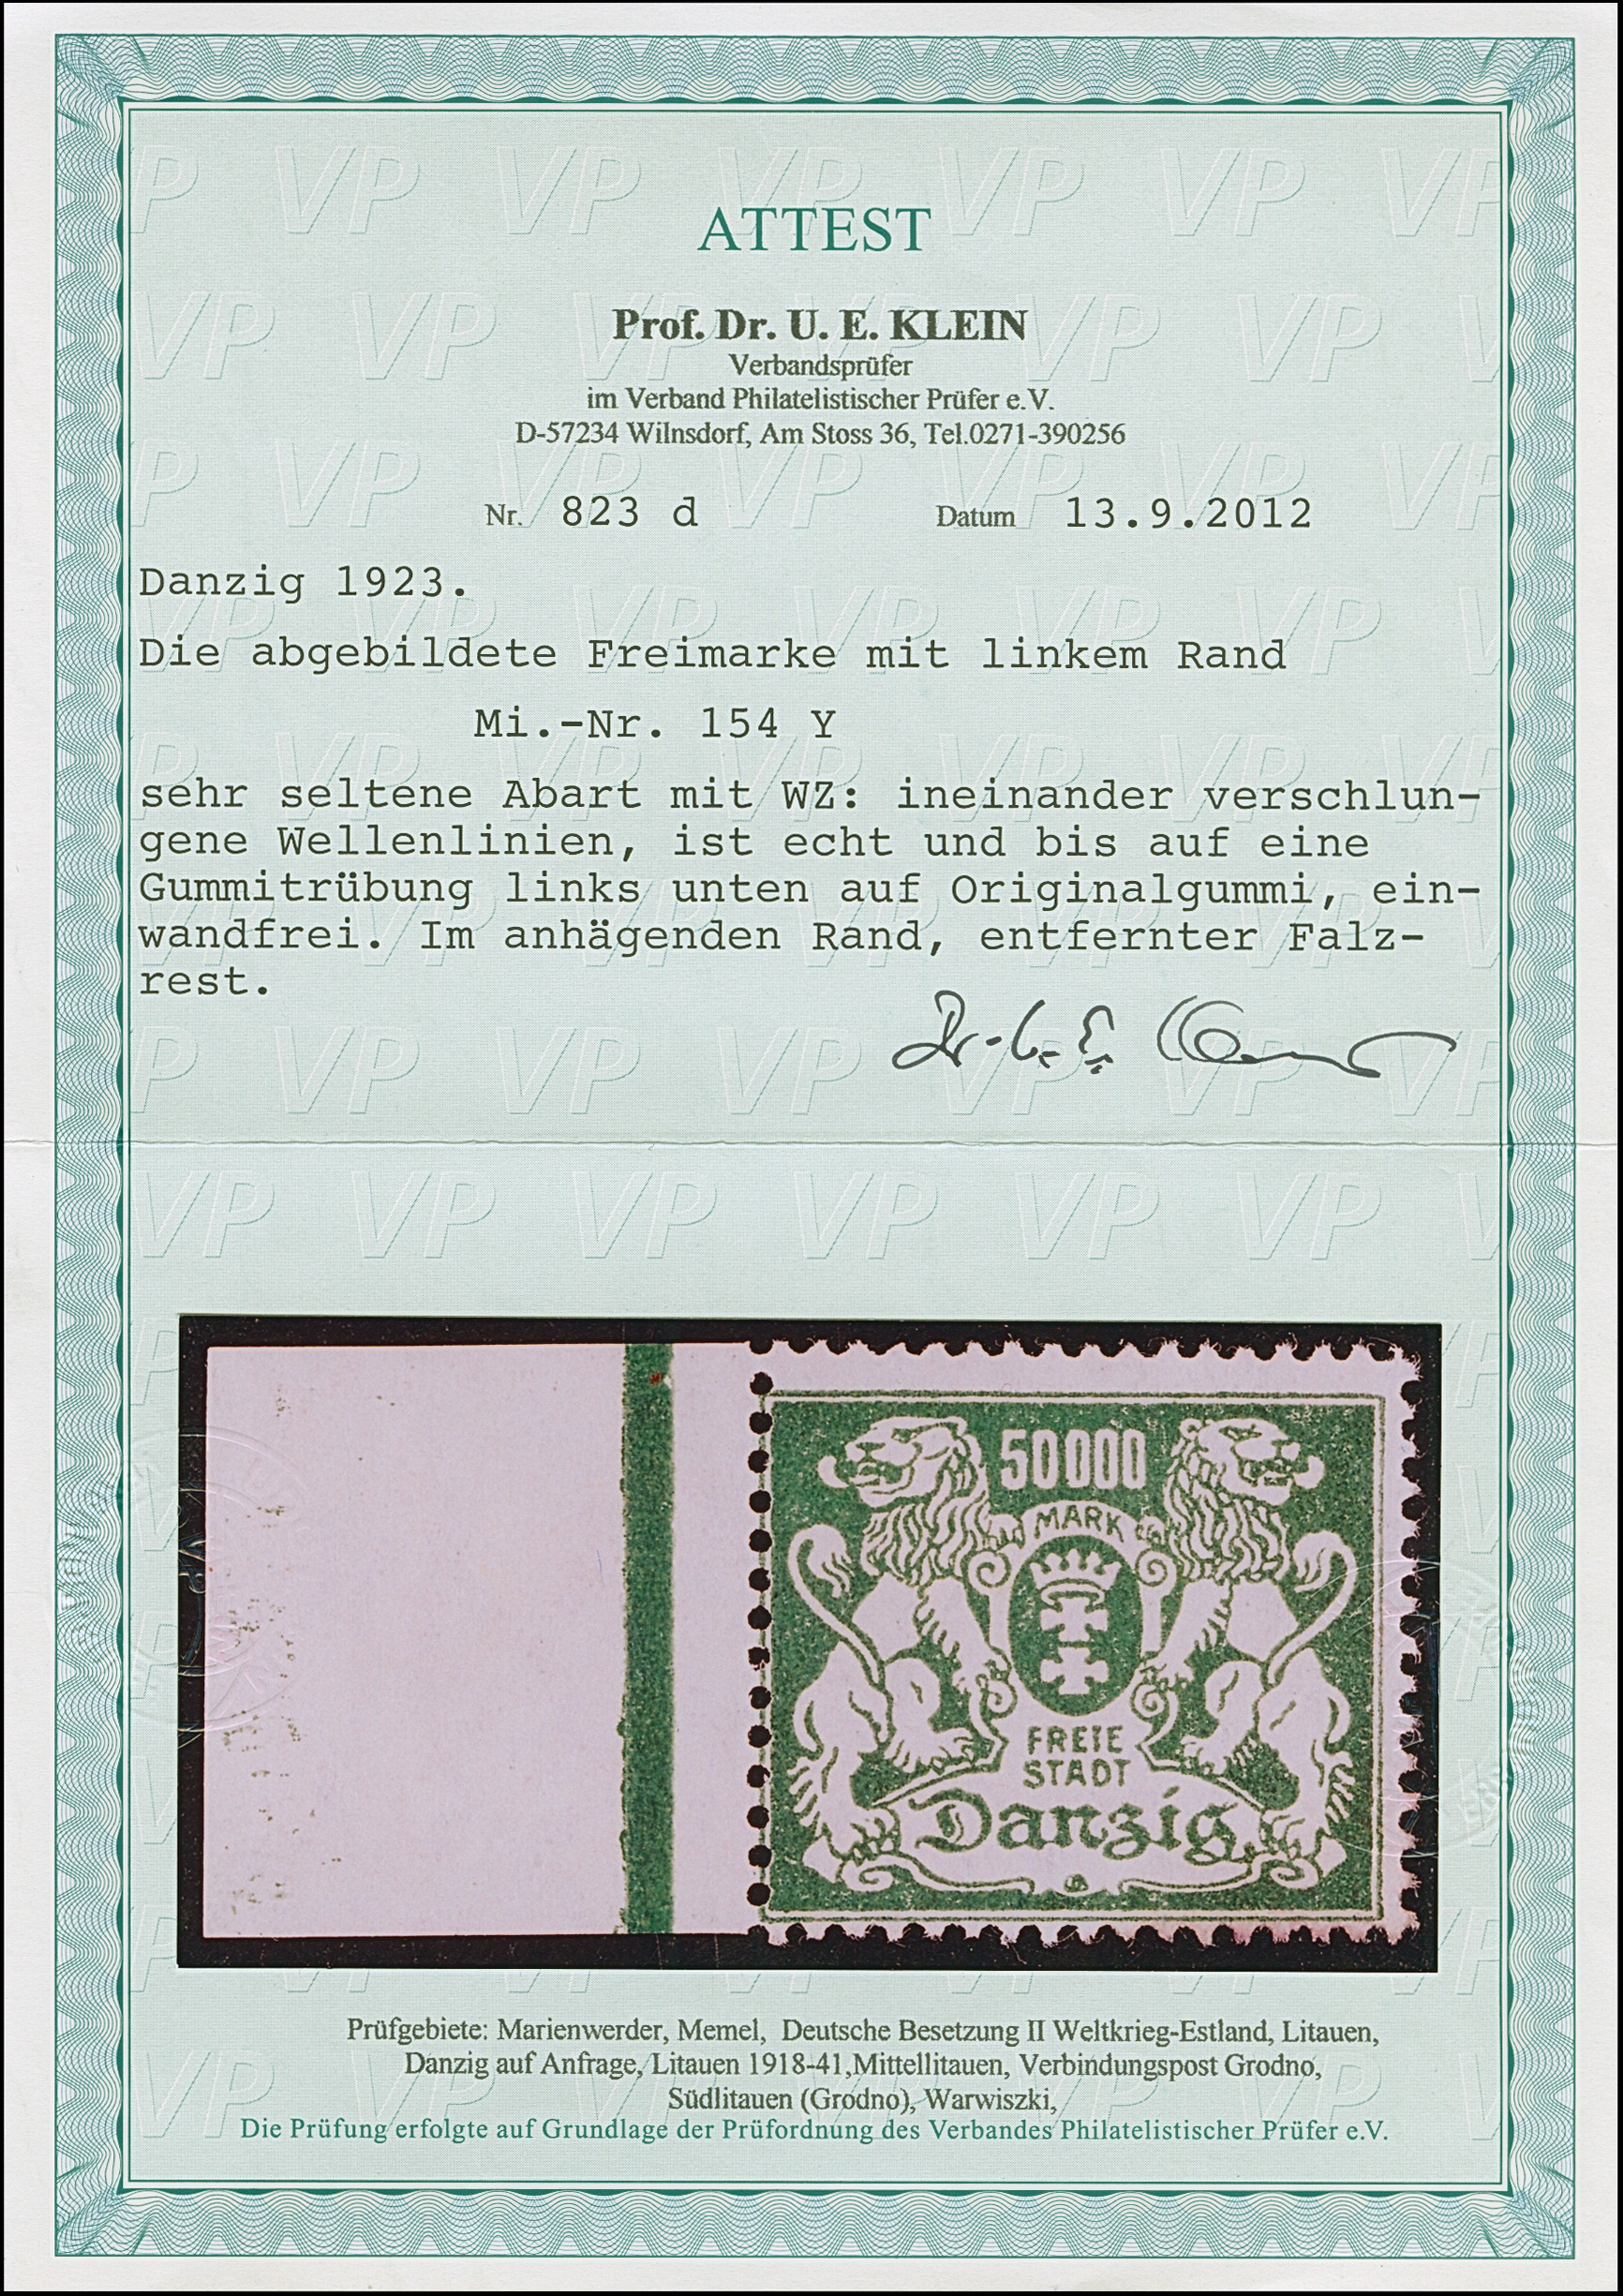 ATTEST
Prof. Dr. U. E. KLEIN
Verbandsprüfer
im Verband Philatelistischer Prüfer e.V.
D-57234 Wilnsdorf, Am Stoss 36, Tel.0271-390256
Nr. 823 d Datum 13.9.2012
Danzig 1923.
Die abgebildete Freimarke mit linkem Rand
Mi.-Nr. 154 Y
sehr seltene Abart mit WZ: ineinander verschlun-
gene Wellenlinien, ist echt und bis auf eine
Gummitrübung links unten auf Originalgummi, ein-
wandfrei. Im anhägenden Rand, entfernter Falz-
rest.
Dr. U. E. Klein
50000
MARK
FREIE
STADT
Danzig
Prüfgebiete: Marienwerder, Memel, Deutsche Besetzung II Weltkrieg-Estland, Litauen,
Danzig auf Anfrage, Litauen 1918-41,Mittellitauen, Verbindungspost Grodno,
Südlitauen (Grodno), Warwiszki,
Die Prüfung erfolgte auf Grundlage der Prüfordnung des Verbandes Philatelistischer Prüfer e.V.